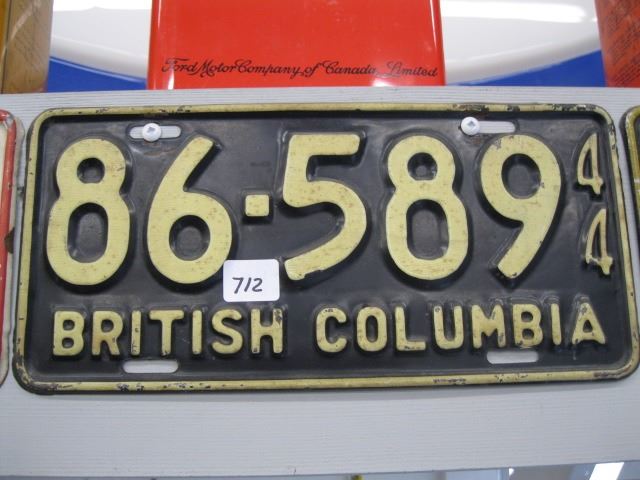 Ford Motor Company of Canada, Limited
86-589 44
712
BRITISH COLUMBIA